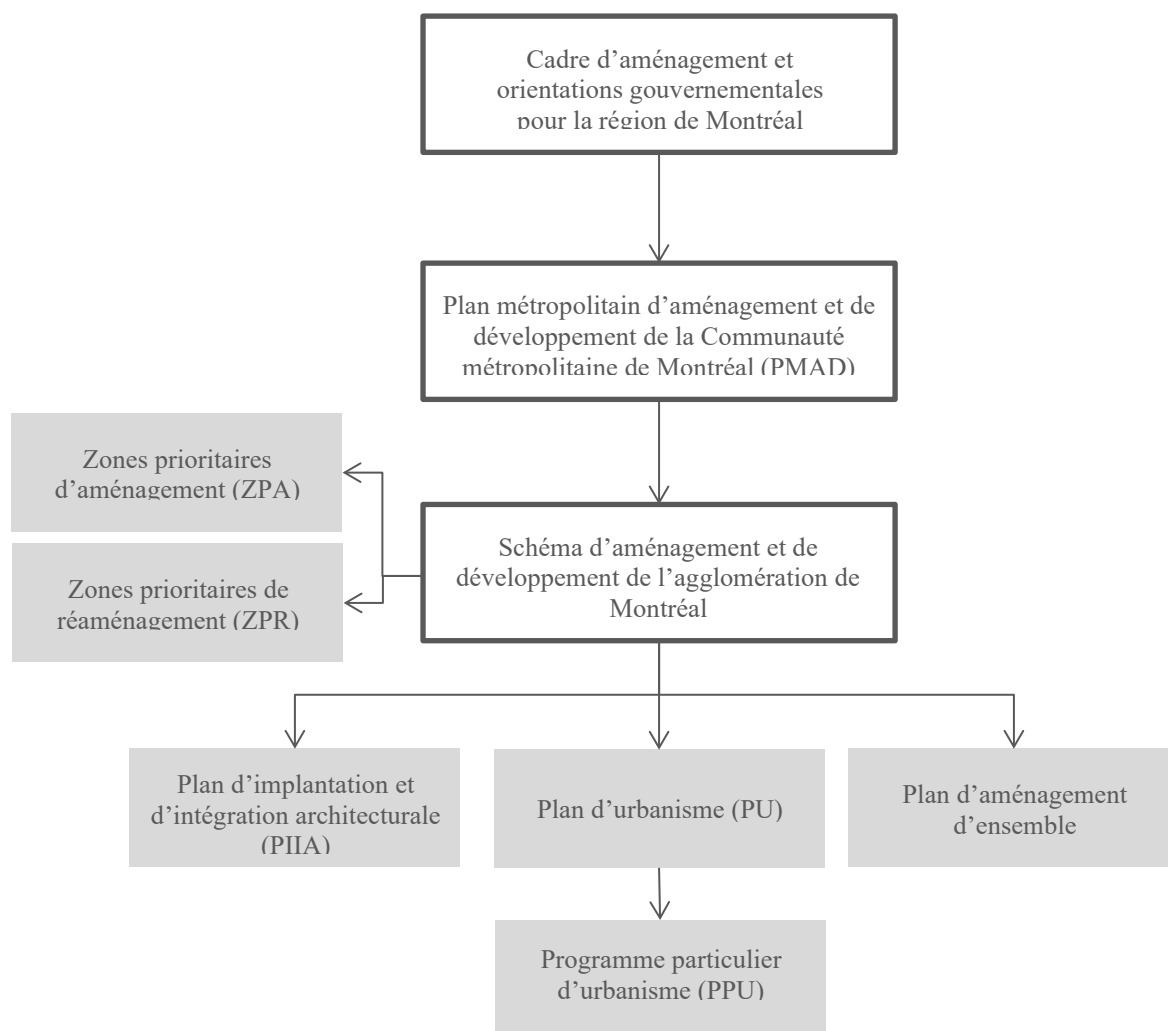 Cadre d’aménagement et
orientations gouvernementales
pour la région de Montréal
Plan métropolitain d’aménagement et de
développement de la Communauté
métropolitaine de Montréal (PMAD)
Zones prioritaires
d’aménagement (ZPA)
Zones prioritaires de
réaménagement (ZPR)
Schéma d’aménagement et de
développement de l’agglomération de
Montréal
Plan d’implantation et
d’intégration architecturale
(PIIA)
Plan d’urbanisme (PU)
Plan d’aménagement
d’ensemble
Programme particulier
d’urbanisme (PPU)